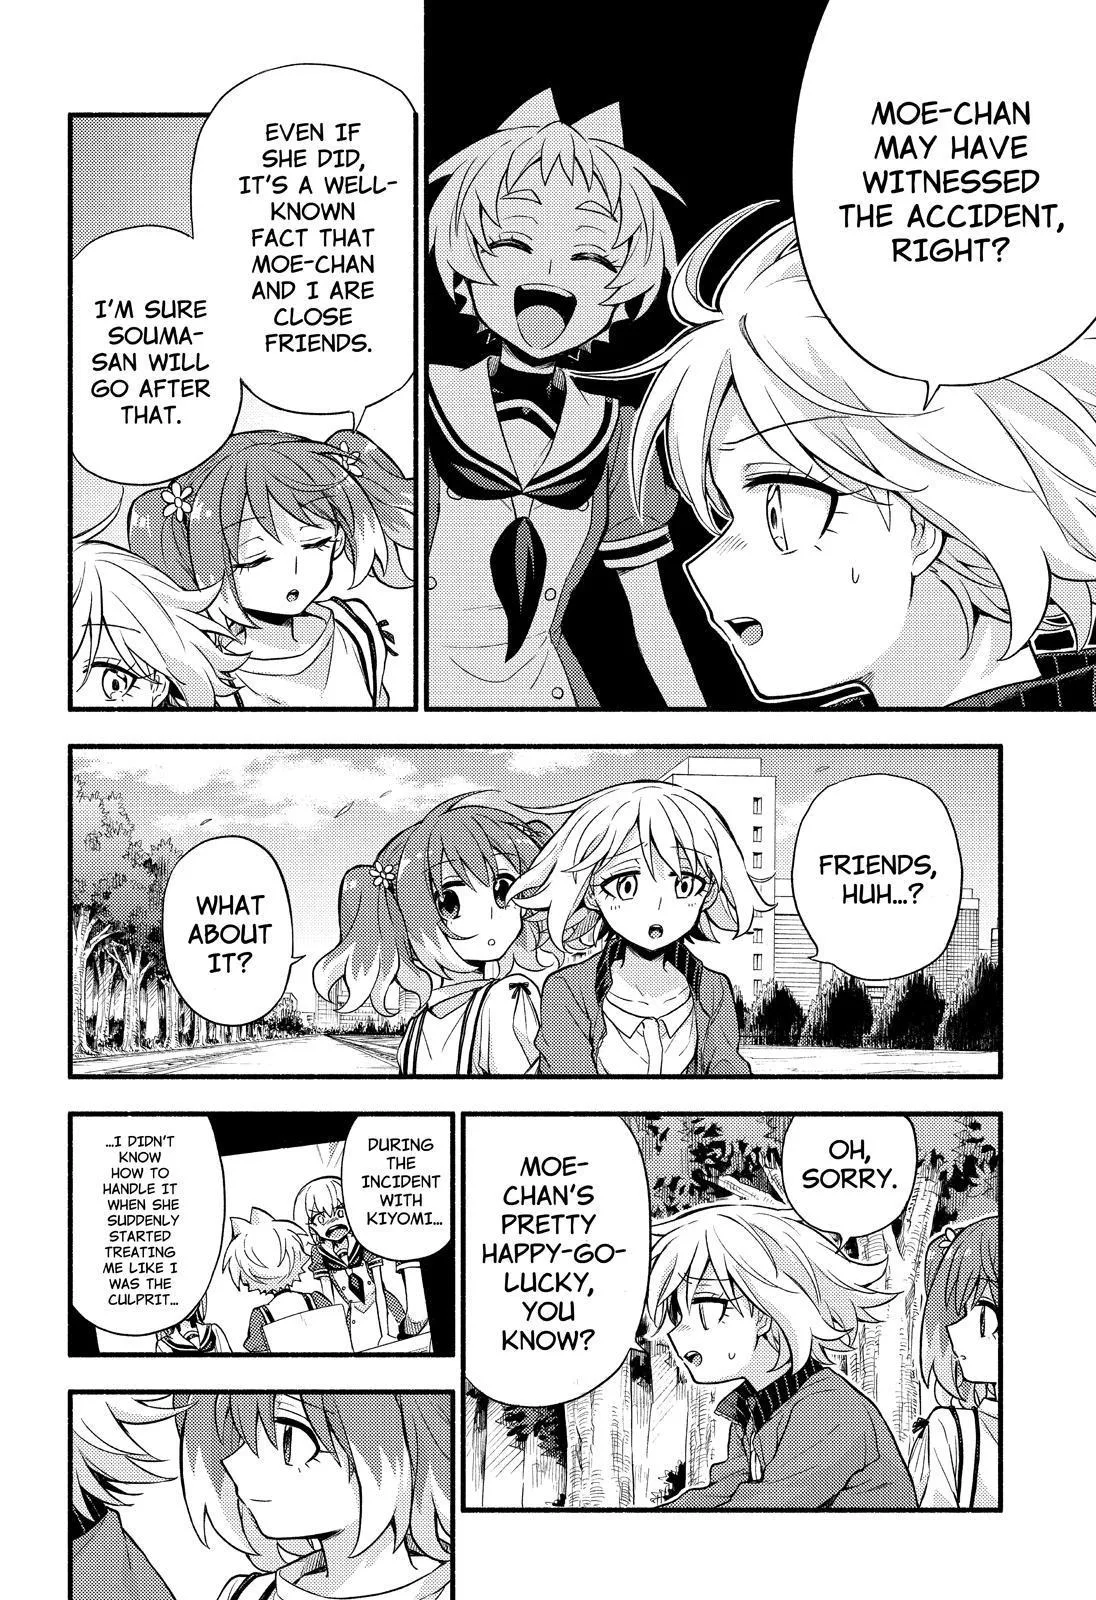 MOE-CHAN
MAY HAVE
WITNESSED
THE ACCIDENT,
RIGHT?
EVEN IF
SHE DID,
IT'S A WELL-
KNOWN
FACT THAT
MOE-CHAN
AND I ARE
CLOSE
FRIENDS.
I'M SURE
SOUMA-
SAN WILL
GO AFTER
THAT.
FRIENDS,
HUH...?
WHAT
ABOUT
IT?
OH,
SORRY.
MOE-
CHAN'S
PRETTY
HAPPY-GO-
LUCKY,
YOU
KNOW?
DURING
THE
INCIDENT
WITH
KIYOMI...
...I DIDN'T
KNOW
HOW TO
HANDLE IT
WHEN SHE
SUDDENLY
STARTED
TREATING
ME LIKE I
WAS THE
CULPRIT...